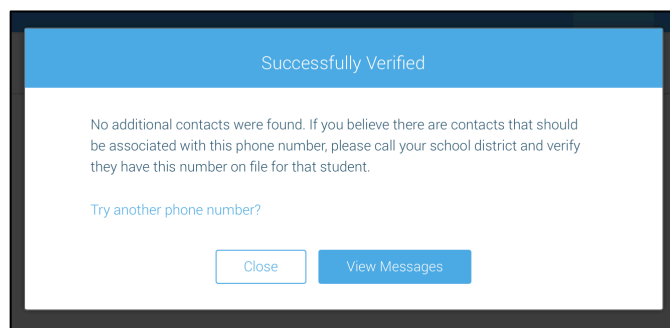 Successfully Verified
No additional contacts were found. If you believe there are contacts that should
be associated with this phone number, please call your school district and verify
they have this number on file for that student.
Try another phone number?
Close
View Messages